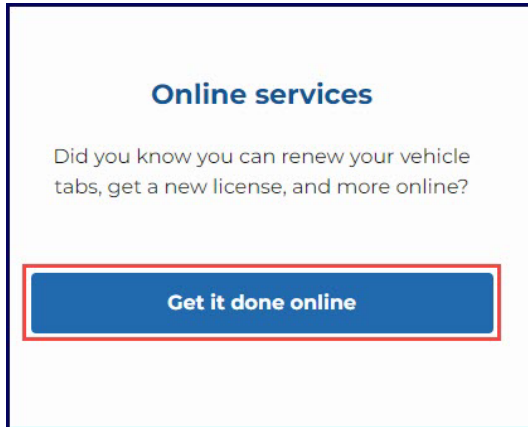 Online services
Did you know you can renew your vehicle
tabs, get a new license, and more online?
Get it done online